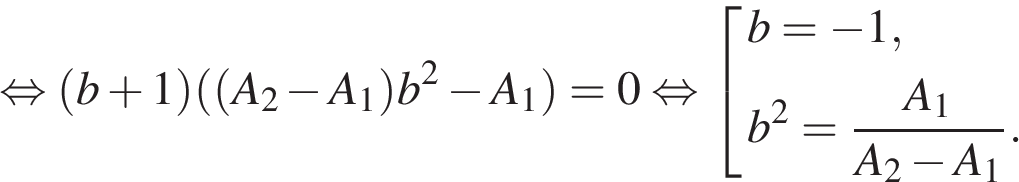 ⇔ (b + 1)((A₂ − A₁)b² − A₁) = 0 ⇔ [ b = −1,
b² = A₁ / (A₂ − A₁).